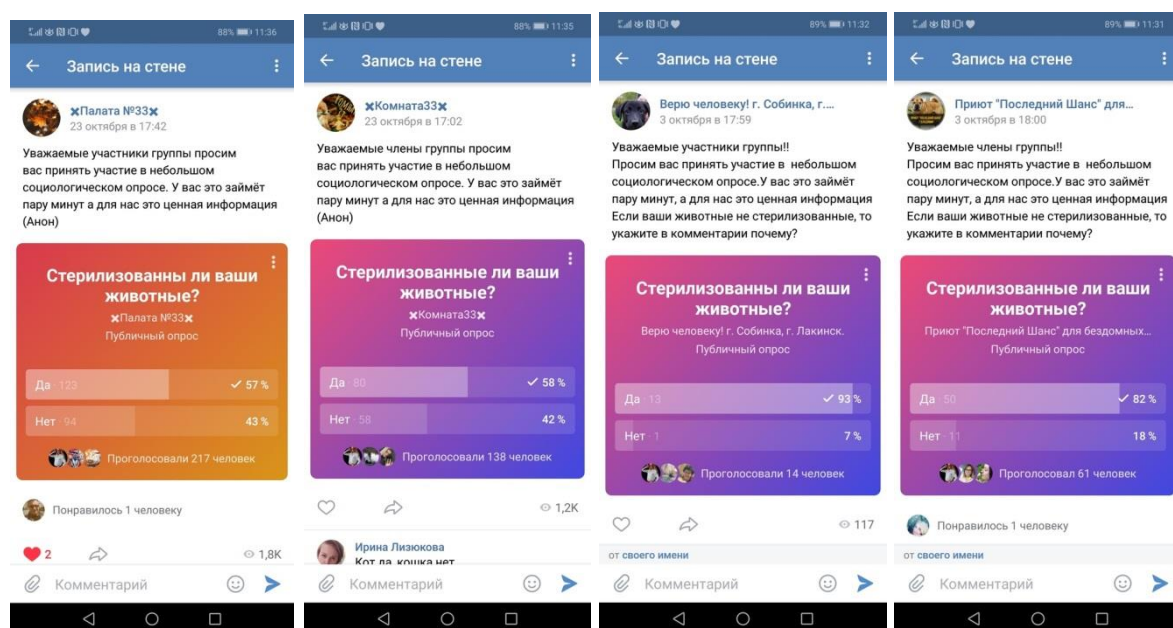 88% 11:36
Запись на стене
×Палата №33×
23 октября в 17:42
Уважаемые участники группы просим
вас принять участие в небольшом
социологическом опросе. У вас это займёт
пару минут а для нас это ценная информация
(Анон)
Стерилизованны ли ваши
животные?
×Палата №33×
Публичный опрос
Да · 123 57 %
Нет · 94 43 %
Проголосовали 217 человек
Понравилось 1 человеку
2 1,8K
Комментарий
88% 11:35
Запись на стене
×Комната33×
23 октября в 17:02
Уважаемые члены группы просим
вас принять участие в небольшом
социологическом опросе. У вас это займёт
пару минут а для нас это ценная информация
(Анон)
Стерилизованные ли ваши
животные?
×Комната33×
Публичный опрос
Да · 80 58 %
Нет · 58 42 %
Проголосовали 138 человек
1,2K
Ирина Лизюкова
Кот да, кошка нет
Комментарий
89% 11:32
Запись на стене
Верю человеку! г. Собинка, г....
3 октября в 17:59
Уважаемые участники группы!!
Просим вас принять участие в небольшом
социологическом опросе.У вас это займёт
пару минут, а для нас это ценная информация
Если ваши животные не стерилизованные, то
укажите в комментарии почему?
Стерилизованны ли ваши
животные?
Верю человеку! г. Собинка, г. Лакинск.
Публичный опрос
Да · 13 93 %
Нет · 1 7 %
Проголосовали 14 человек
117
от своего имени
Комментарий
89% 11:31
Запись на стене
Приют "Последний Шанс" для...
3 октября в 18:00
Уважаемые члены группы!!
Просим вас принять участие в небольшом
социологическом опросе.У вас это займёт
пару минут, а для нас это ценная информация
Если ваши животные не стерилизованные, то
укажите в комментарии почему?
Стерилизованные ли ваши
животные?
Приют "Последний Шанс" для бездомных...
Публичный опрос
Да · 50 82 %
Нет · 11 18 %
Проголосовал 61 человек
Понравилось 1 человеку
от своего имени
Комментарий